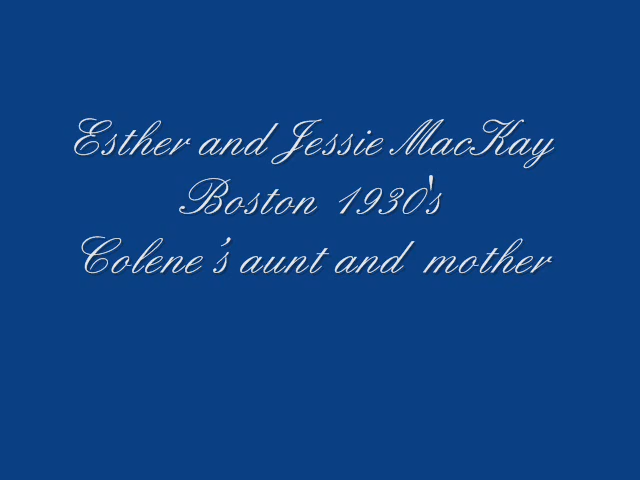 Esther and Jessie MacKay
Boston 1930's
Colene's aunt and mother